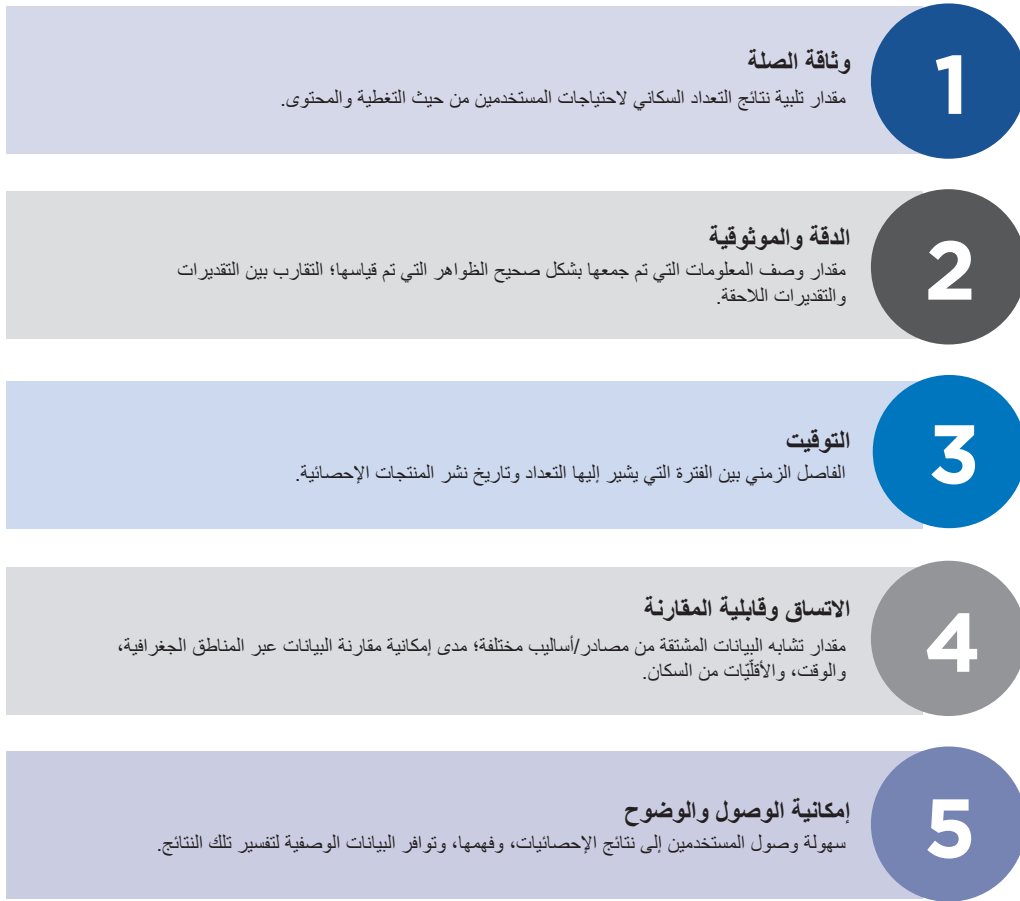 1
وثاقة الصلة
مقدار تلبية نتائج التعداد السكاني لاحتياجات المستخدمين من حيث التغطية والمحتوى.
2
الدقة والموثوقية
مقدار وصف المعلومات التي تم جمعها بشكل صحيح الظواهر التي تم قياسها؛ التقارب بين التقديرات
والتقديرات اللاحقة.
3
التوقيت
الفاصل الزمني بين الفترة التي يشير إليها التعداد وتاريخ نشر المنتجات الإحصائية.
4
الاتساق وقابلية المقارنة
مقدار تشابه البيانات المشتقة من مصادر/أساليب مختلفة؛ مدى إمكانية مقارنة البيانات عبر المناطق الجغرافية،
والوقت، والأقلّيّات من السكان.
5
إمكانية الوصول والوضوح
سهولة وصول المستخدمين إلى نتائج الإحصائيات، وفهمها، وتوافر البيانات الوصفية لتفسير تلك النتائج.